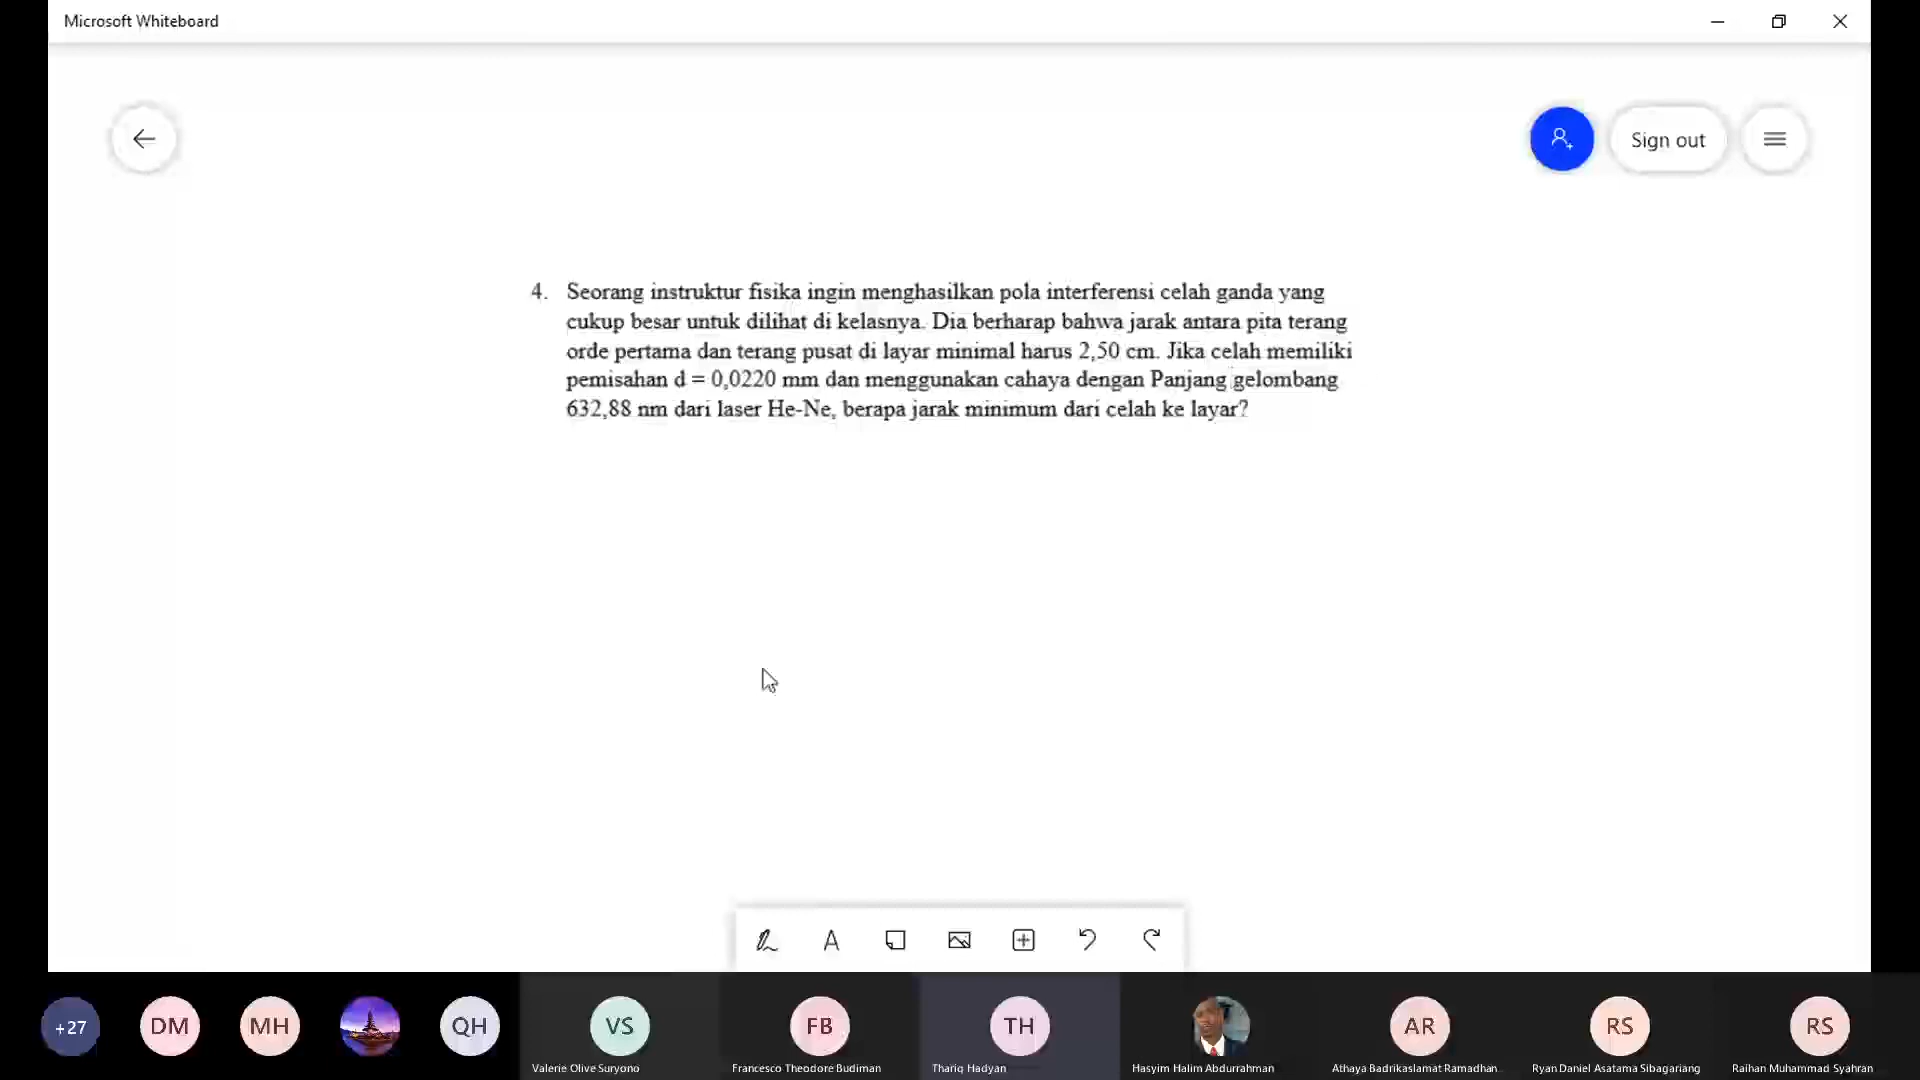 Microsoft Whiteboard
Sign out
4. Seorang instruktur fisika ingin menghasilkan pola interferensi celah ganda yang
cukup besar untuk dilihat di kelasnya. Dia berharap bahwa jarak antara pita terang
orde pertama dan terang pusat di layar minimal harus 2,50 cm. Jika celah memiliki
pemisahan d = 0,0220 mm dan menggunakan cahaya dengan Panjang gelombang
632,88 nm dari laser He-Ne, berapa jarak minimum dari celah ke layar?
+27
DM
MH
QH
VS
FB
TH
AR
RS
RS
Valerie Olive Suryono
Francesco Theodore Budiman
Thariq Hadyan
Hasyim Halim Abdurrahman
Athaya Badrikaslamat Ramadhan...
Ryan Daniel Asatama Sibagariang
Raihan Muhammad Syahran